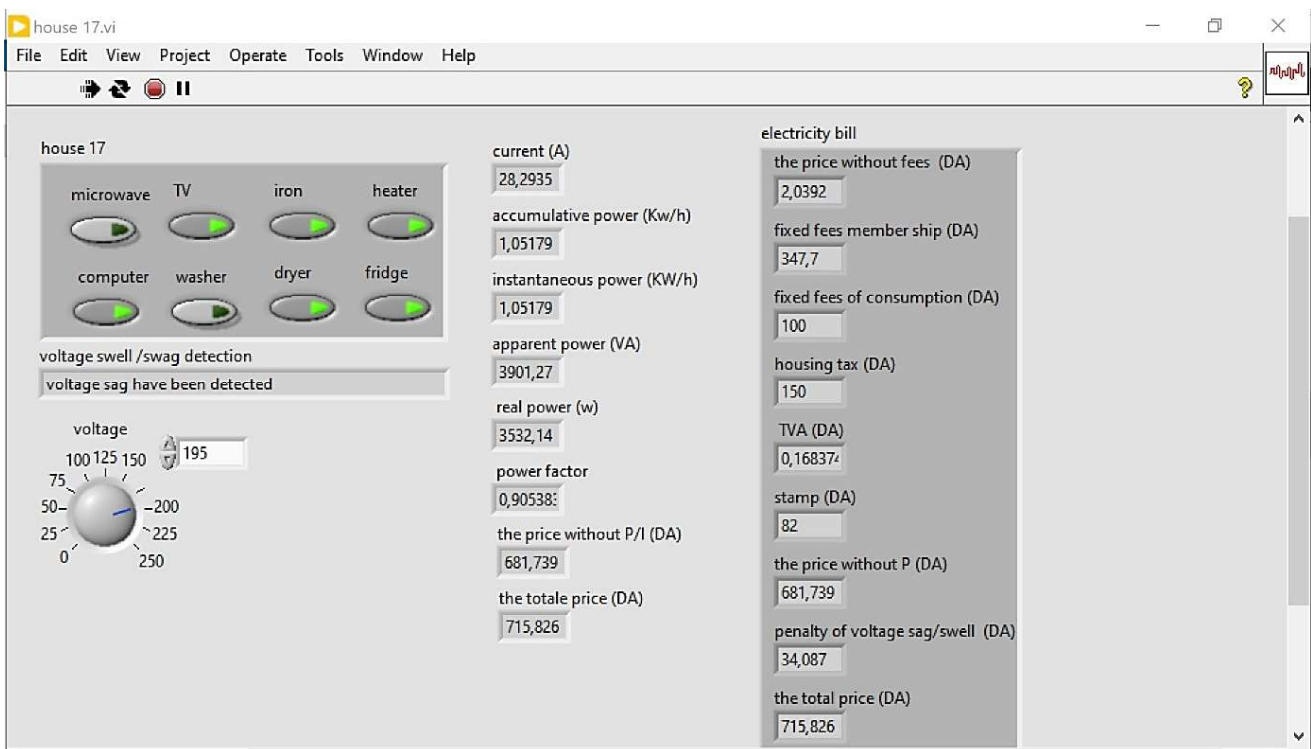 house 17.vi
File Edit View Project Operate Tools Window Help
house 17
microwave TV iron heater
computer washer dryer fridge
voltage swell /swag detection
voltage sag have been detected
voltage
195
0 25 50 75 100 125 150 200 225 250
current (A)
28,2935
accumulative power (Kw/h)
1,05179
instantaneous power (KW/h)
1,05179
apparent power (VA)
3901,27
real power (w)
3532,14
power factor
0,905383
the price without P/I (DA)
681,739
the totale price (DA)
715,826
electricity bill
the price without fees (DA)
2,0392
fixed fees member ship (DA)
347,7
fixed fees of consumption (DA)
100
housing tax (DA)
150
TVA (DA)
0,168374
stamp (DA)
82
the price without P (DA)
681,739
penalty of voltage sag/swell (DA)
34,087
the total price (DA)
715,826